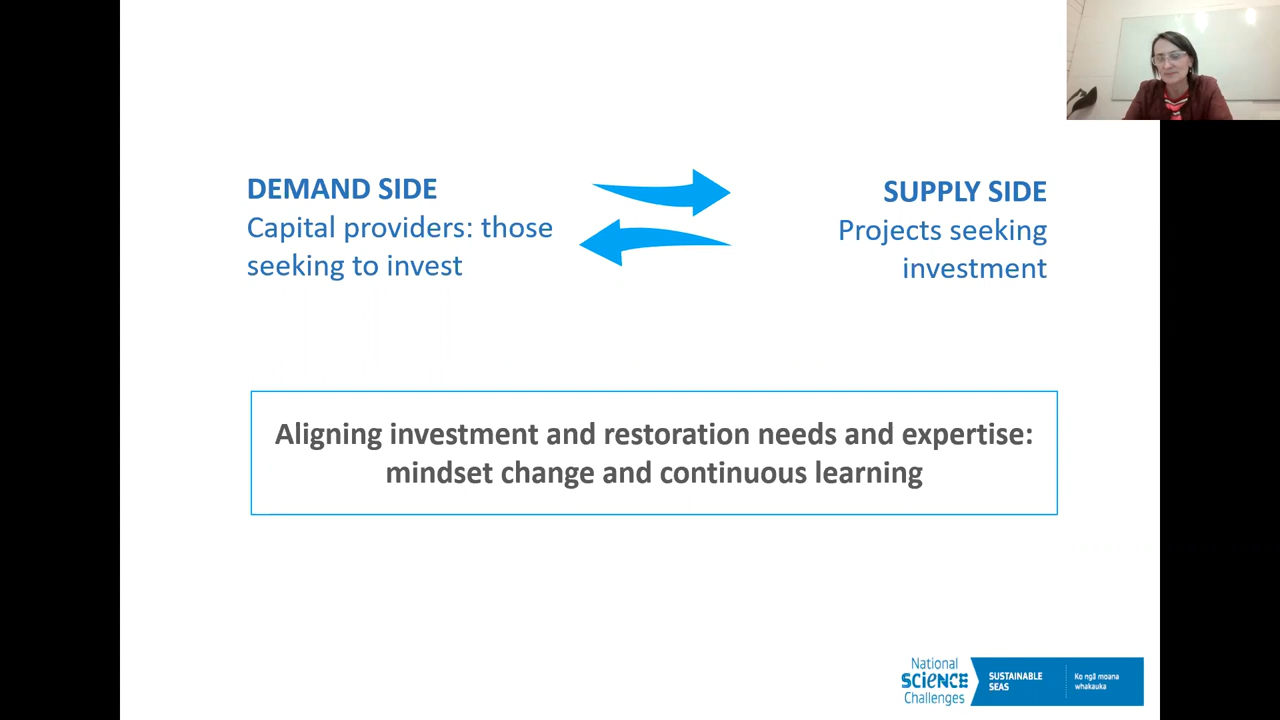 DEMAND SIDE
Capital providers: those
seeking to invest
SUPPLY SIDE
Projects seeking
investment
Aligning investment and restoration needs and expertise:
mindset change and continuous learning
National
SCIENCE
Challenges
SUSTAINABLE
SEAS
Ko ngā moana
whakauka